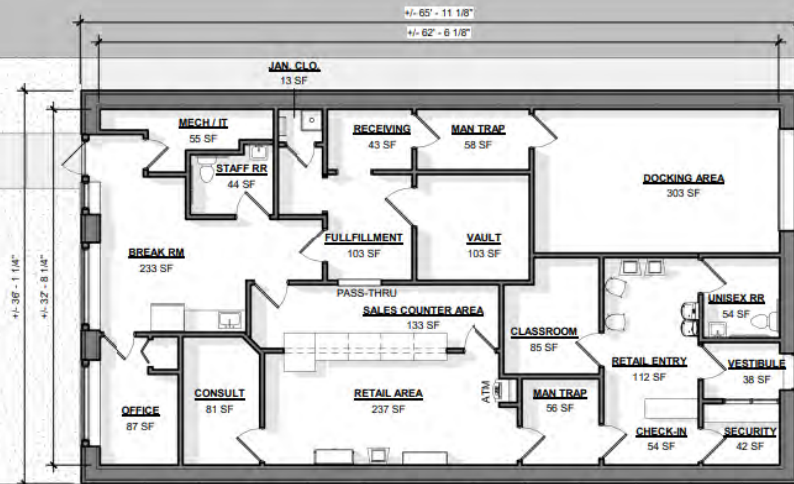 +/- 65' - 11 1/8"
+/- 62' - 6 1/8"
+/- 36' - 1 1/4"
+/- 32' - 8 1/4"
JAN. CLO.
13 SF
MECH / IT
55 SF
RECEIVING
43 SF
MAN TRAP
58 SF
STAFF RR
44 SF
DOCKING AREA
303 SF
BREAK RM
233 SF
FULLFILLMENT
103 SF
VAULT
103 SF
PASS-THRU
SALES COUNTER AREA
133 SF
UNISEX RR
54 SF
CLASSROOM
85 SF
RETAIL ENTRY
112 SF
VESTIBULE
38 SF
OFFICE
87 SF
CONSULT
81 SF
RETAIL AREA
237 SF
ATM
MAN TRAP
56 SF
CHECK-IN
54 SF
SECURITY
42 SF